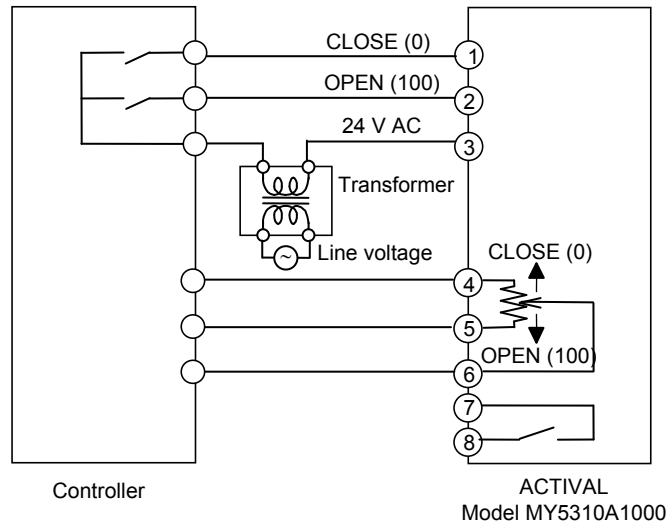 CLOSE (0)
1
OPEN (100)
2
24 V AC
3
Transformer
~
Line voltage
CLOSE (0)
4
5
OPEN (100)
6
7
8
Controller
ACTIVAL
Model MY5310A1000